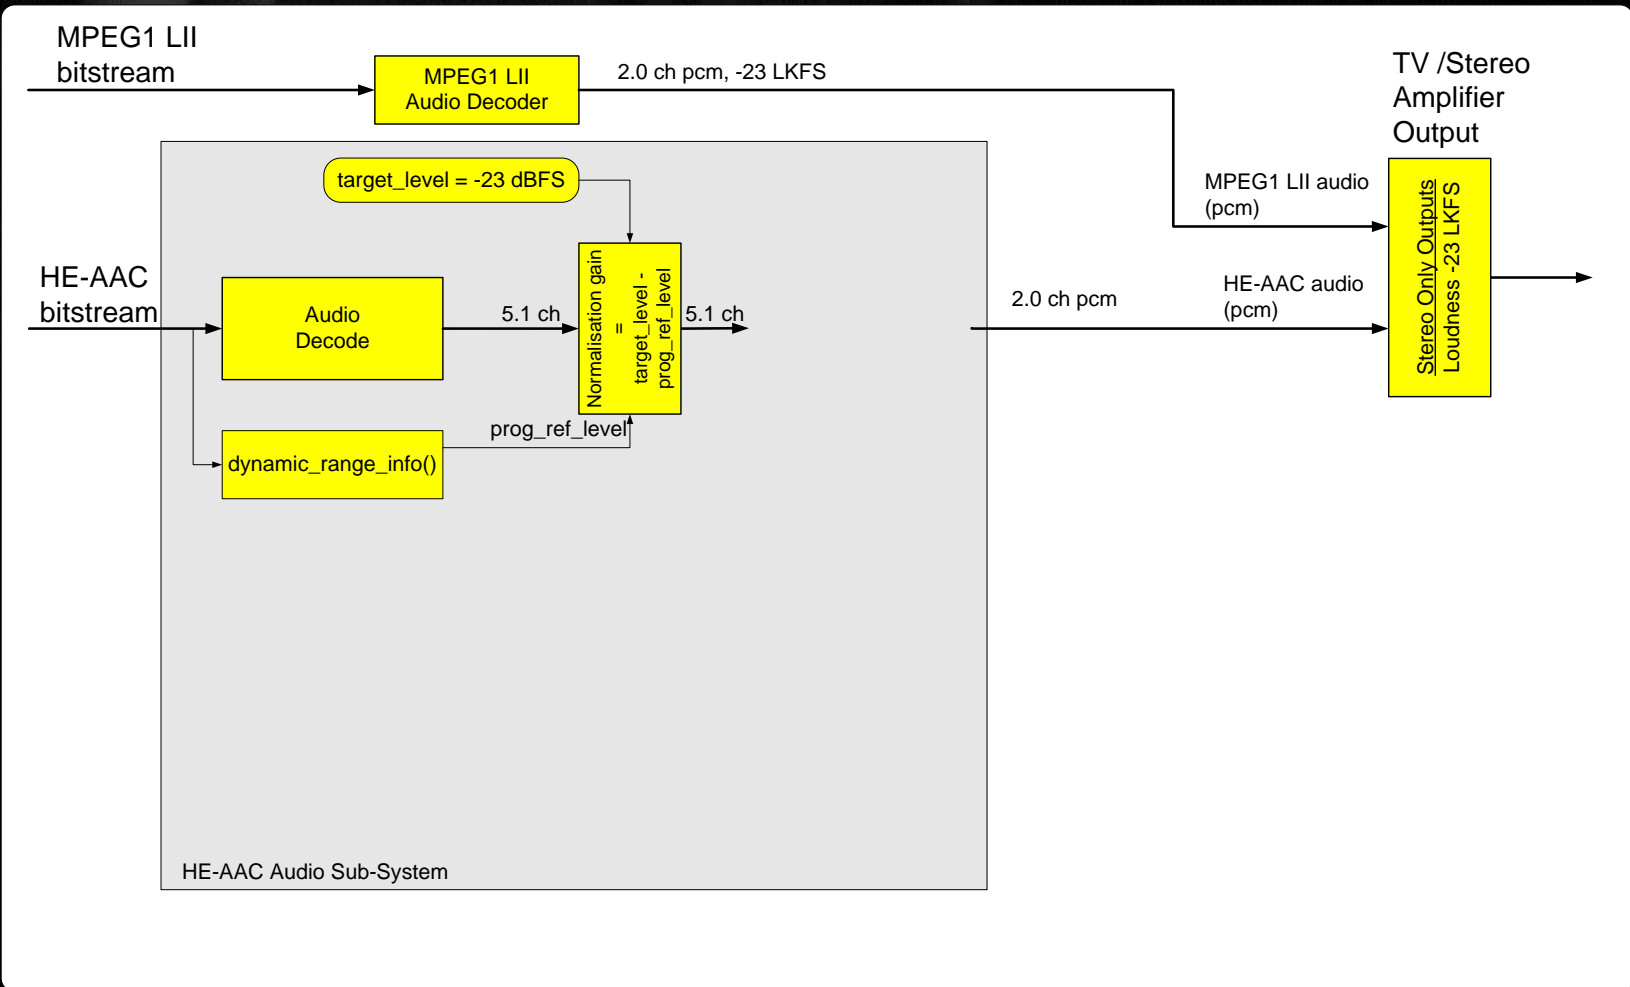 MPEG1 LII
bitstream
MPEG1 LII
Audio Decoder
2.0 ch pcm, -23 LKFS
TV /Stereo
Amplifier
Output
target_level = -23 dBFS
MPEG1 LII audio
(pcm)
Stereo Only Outputs
Loudness -23 LKFS
HE-AAC
bitstream
Audio
Decode
5.1 ch
Normalisation gain
=
target_level -
prog_ref_level
5.1 ch
2.0 ch pcm
HE-AAC audio
(pcm)
prog_ref_level
dynamic_range_info()
HE-AAC Audio Sub-System